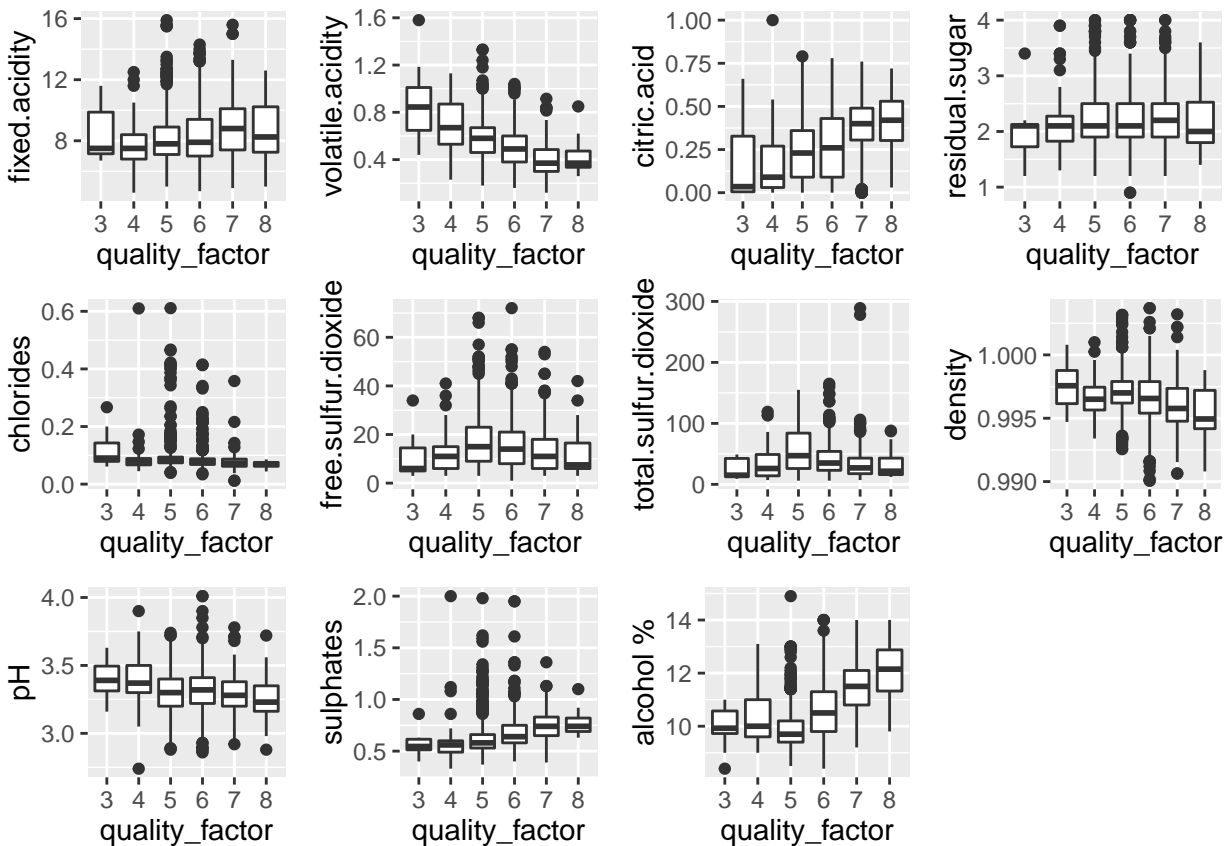 fixed.acidity
16
12
8
3 4 5 6 7 8
quality_factor
volatile.acidity
1.6
1.2
0.8
0.4
3 4 5 6 7 8
quality_factor
citric.acid
1.00
0.75
0.50
0.25
0.00
3 4 5 6 7 8
quality_factor
residual.sugar
4
3
2
1
3 4 5 6 7 8
quality_factor
chlorides
0.6
0.4
0.2
0.0
3 4 5 6 7 8
quality_factor
free.sulfur.dioxide
60
40
20
0
3 4 5 6 7 8
quality_factor
total.sulfur.dioxide
300
200
100
50
0
3 4 5 6 7 8
quality_factor
density
1.000
0.995
0.990
3 4 5 6 7 8
quality_factor
pH
4.0
3.5
3.0
3 4 5 6 7 8
quality_factor
sulphates
2.0
1.5
1.0
0.5
3 4 5 6 7 8
quality_factor
alcohol %
14
12
10
3 4 5 6 7 8
quality_factor